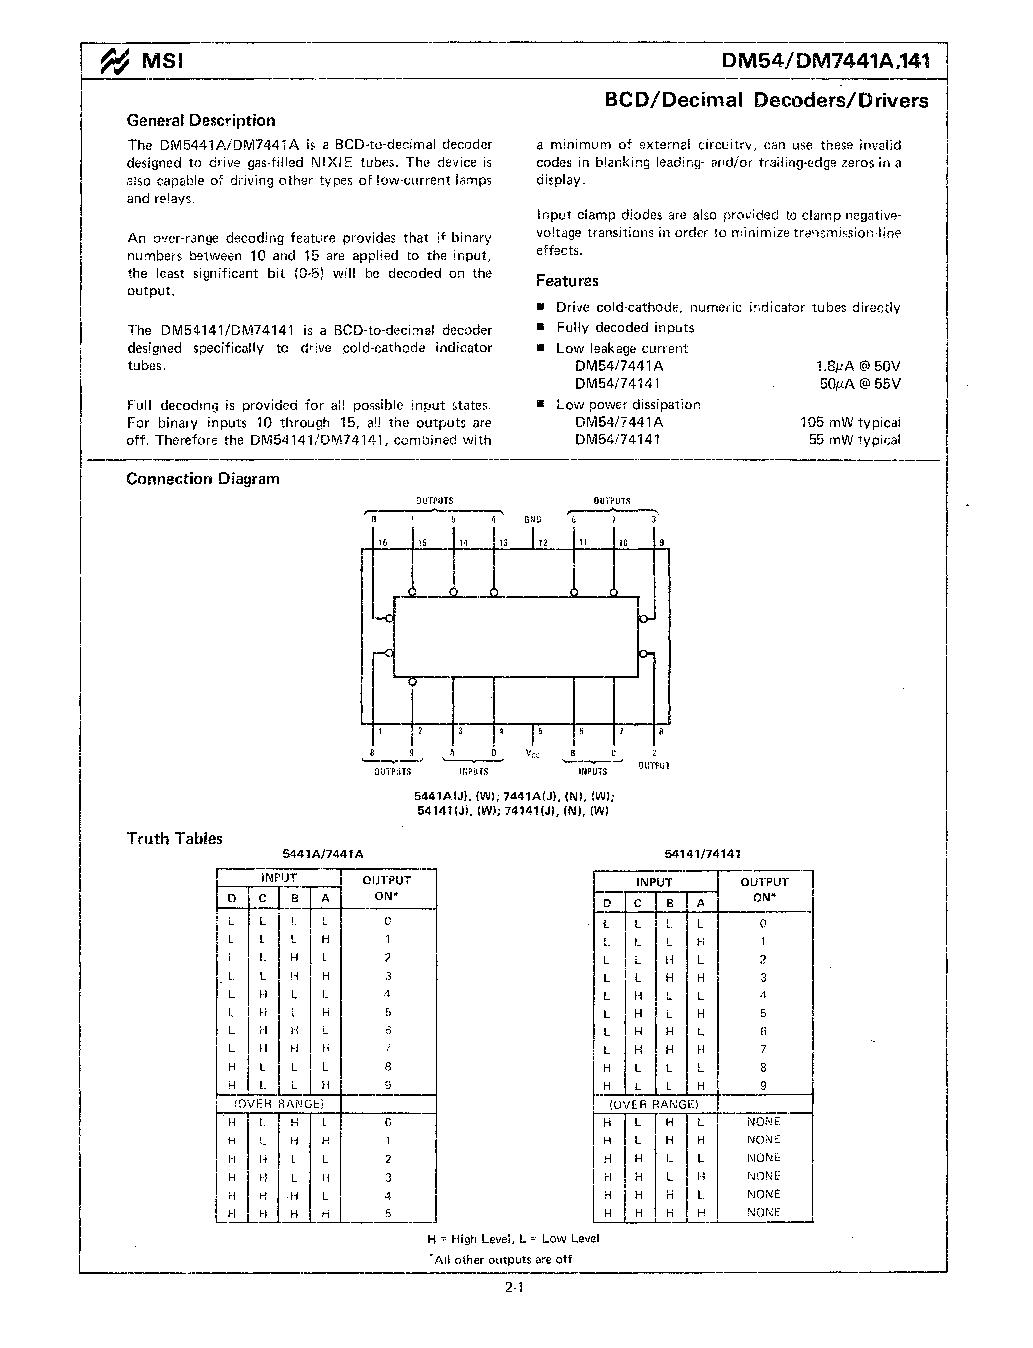 MSI
DM54/DM7441A,141
BCD/Decimal Decoders/Drivers
General Description
The DM5441A/DM7441A is a BCD-to-decimal decoder
designed to drive gas-filled NIXIE tubes. The device is
also capable of driving other types of low-current lamps
and relays.
An over-range decoding feature provides that if binary
numbers between 10 and 15 are applied to the input,
the least significant bit (0-5) will be decoded on the
output.
The DM54141/DM74141 is a BCD-to-decimal decoder
designed specifically to drive cold-cathode indicator
tubes.
Full decoding is provided for all possible input states.
For binary inputs 10 through 15, all the outputs are
off. Therefore the DM54141/DM74141, combined with
a minimum of external circuitry, can use these invalid
codes in blanking leading- and/or trailing-edge zeros in a
display.
Input clamp diodes are also provided to clamp negative-
voltage transitions in order to minimize transmission-line
effects.
Features
■ Drive cold-cathode, numeric indicator tubes directly
■ Fully decoded inputs
■ Low leakage current
DM54/7441A 1.8μA @ 50V
DM54/74141 50μA @ 55V
■ Low power dissipation
DM54/7441A 105 mW typical
DM54/74141 55 mW typical
Connection Diagram
OUTPUTS OUTPUTS
0 1 5 4 GND 6 7 3
16 15 14 13 12 11 10 9
1 2 3 4 5 6 7 8
8 9 A D VCC B C 2
OUTPUTS INPUTS INPUTS OUTPUT
5441A(J), (W); 7441A(J), (N), (W);
54141(J), (W); 74141(J), (N), (W)
Truth Tables
5441A/7441A
INPUT OUTPUT
D C B A ON*
L L L L 0
L L L H 1
L L H L 2
L L H H 3
L H L L 4
L H L H 5
L H H L 6
L H H H 7
H L L L 8
H L L H 9
(OVER RANGE)
H L H L 0
H L H H 1
H H L L 2
H H L H 3
H H H L 4
H H H H 5
54141/74141
INPUT OUTPUT
D C B A ON*
L L L L 0
L L L H 1
L L H L 2
L L H H 3
L H L L 4
L H L H 5
L H H L 6
L H H H 7
H L L L 8
H L L H 9
(OVER RANGE)
H L H L NONE
H L H H NONE
H H L L NONE
H H L H NONE
H H H L NONE
H H H H NONE
H = High Level, L = Low Level
*All other outputs are off
2-1